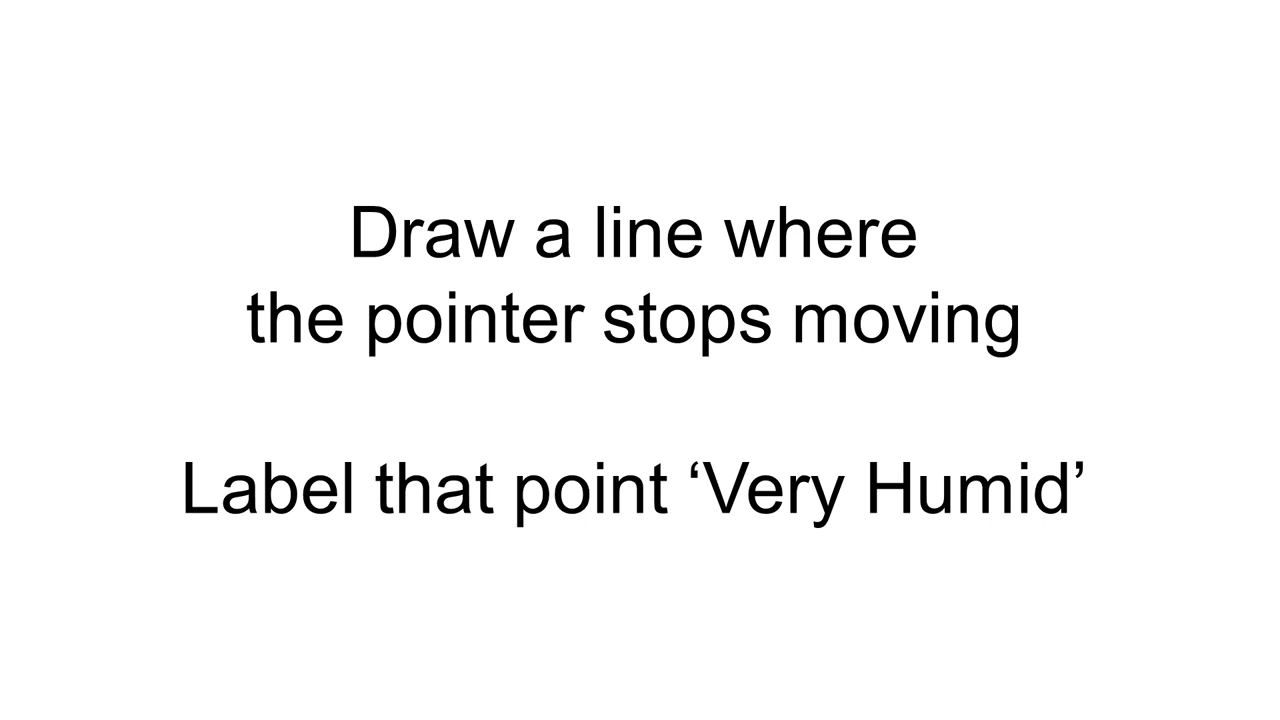 Draw a line where
the pointer stops moving
Label that point ‘Very Humid’